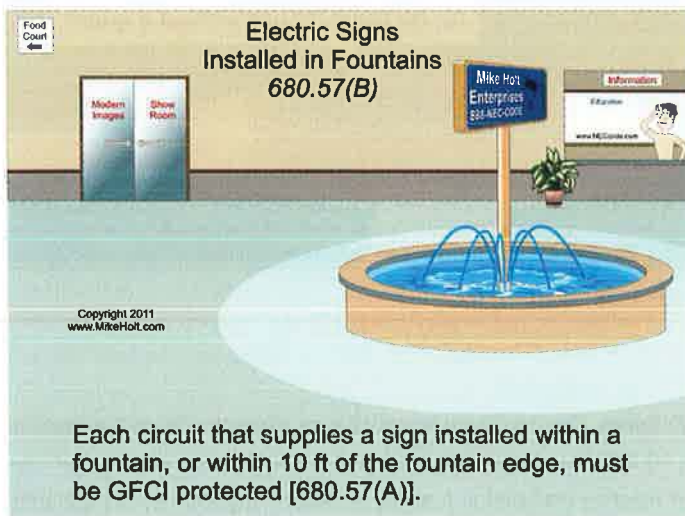 Food
Court
Electric Signs
Installed in Fountains
680.57(B)
Mike Holt
Enterprises
888-NEC-CODE
Information
Education
www.NECcode.com
Modern
Images
Show
Room
Copyright 2011
www.MikeHolt.com
Each circuit that supplies a sign installed within a
fountain, or within 10 ft of the fountain edge, must
be GFCI protected [680.57(A)].